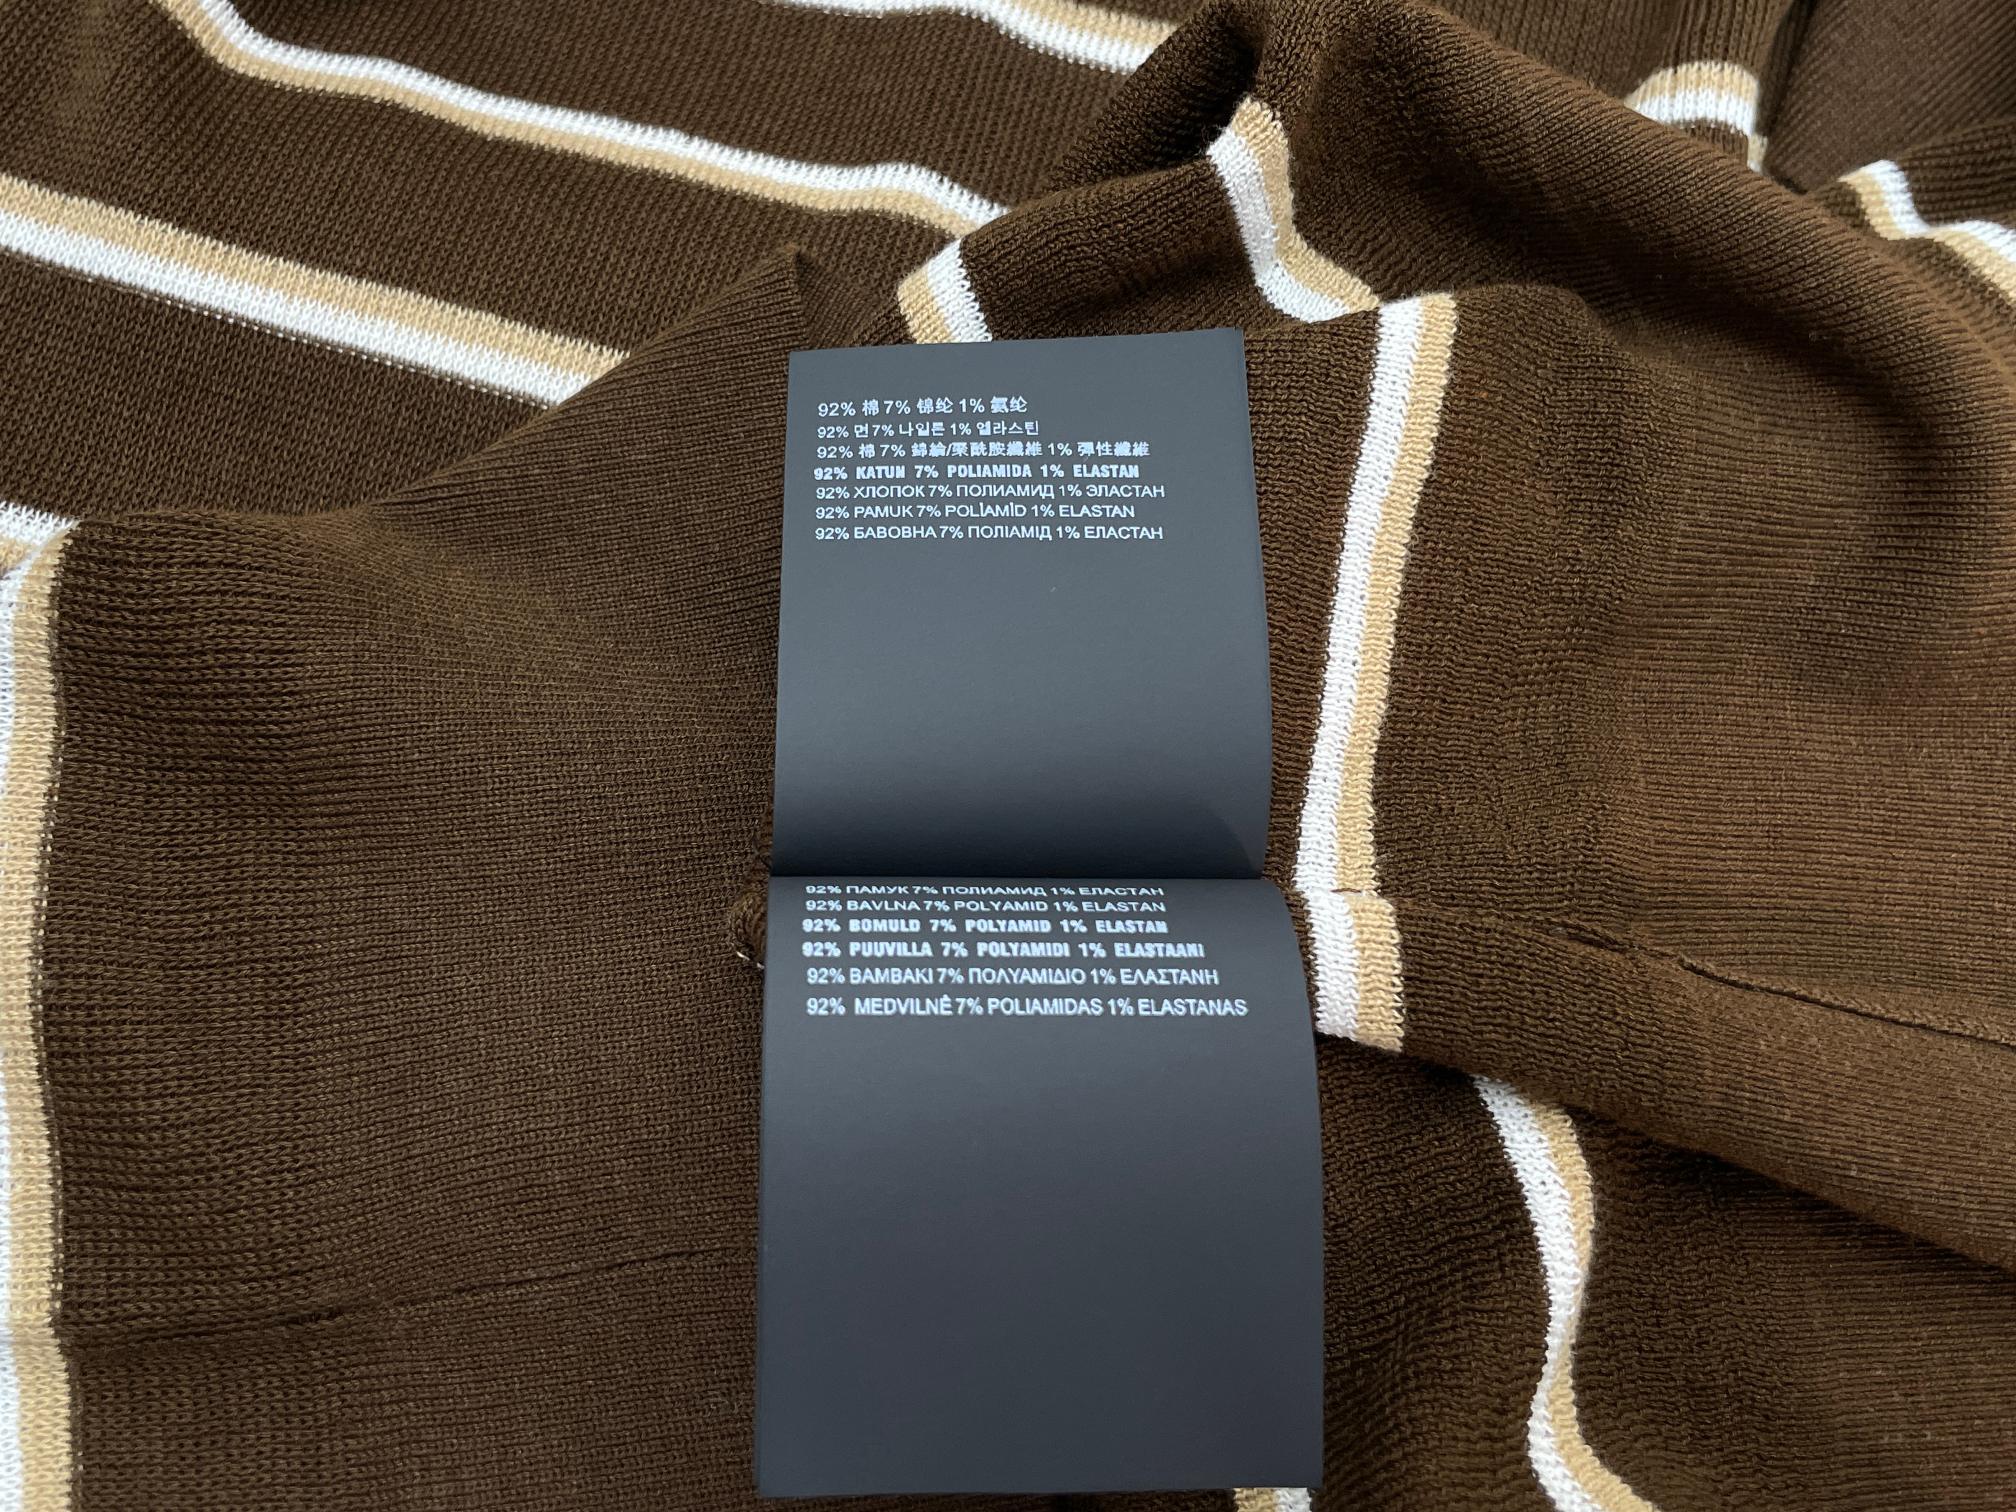 92% 棉 7% 锦纶 1% 氨纶
92% 면 7% 나일론 1% 엘라스틴
92% 棉 7% 錦綸/聚酰胺纖維 1% 彈性纖維
92% KATUN 7% POLIAMIDA 1% ELASTAN
92% ХЛОПОК 7% ПОЛИАМИД 1% ЭЛАСТАН
92% PAMUK 7% POLİAMİD 1% ELASTAN
92% БАВОВНА 7% ПОЛІАМІД 1% ЕЛАСТАН
92% ПАМУК 7% ПОЛИАМИД 1% ЕЛАСТАН
92% BAVLNA 7% POLYAMID 1% ELASTAN
92% BOMULD 7% POLYAMID 1% ELASTAN
92% PUUVILLA 7% POLYAMIDI 1% ELASTAANI
92% ΒΑΜΒΑΚΙ 7% ΠΟΛΥΑΜΙΔΙΟ 1% ΕΛΑΣΤΑΝΗ
92% MEDVILNĖ 7% POLIAMIDAS 1% ELASTANAS